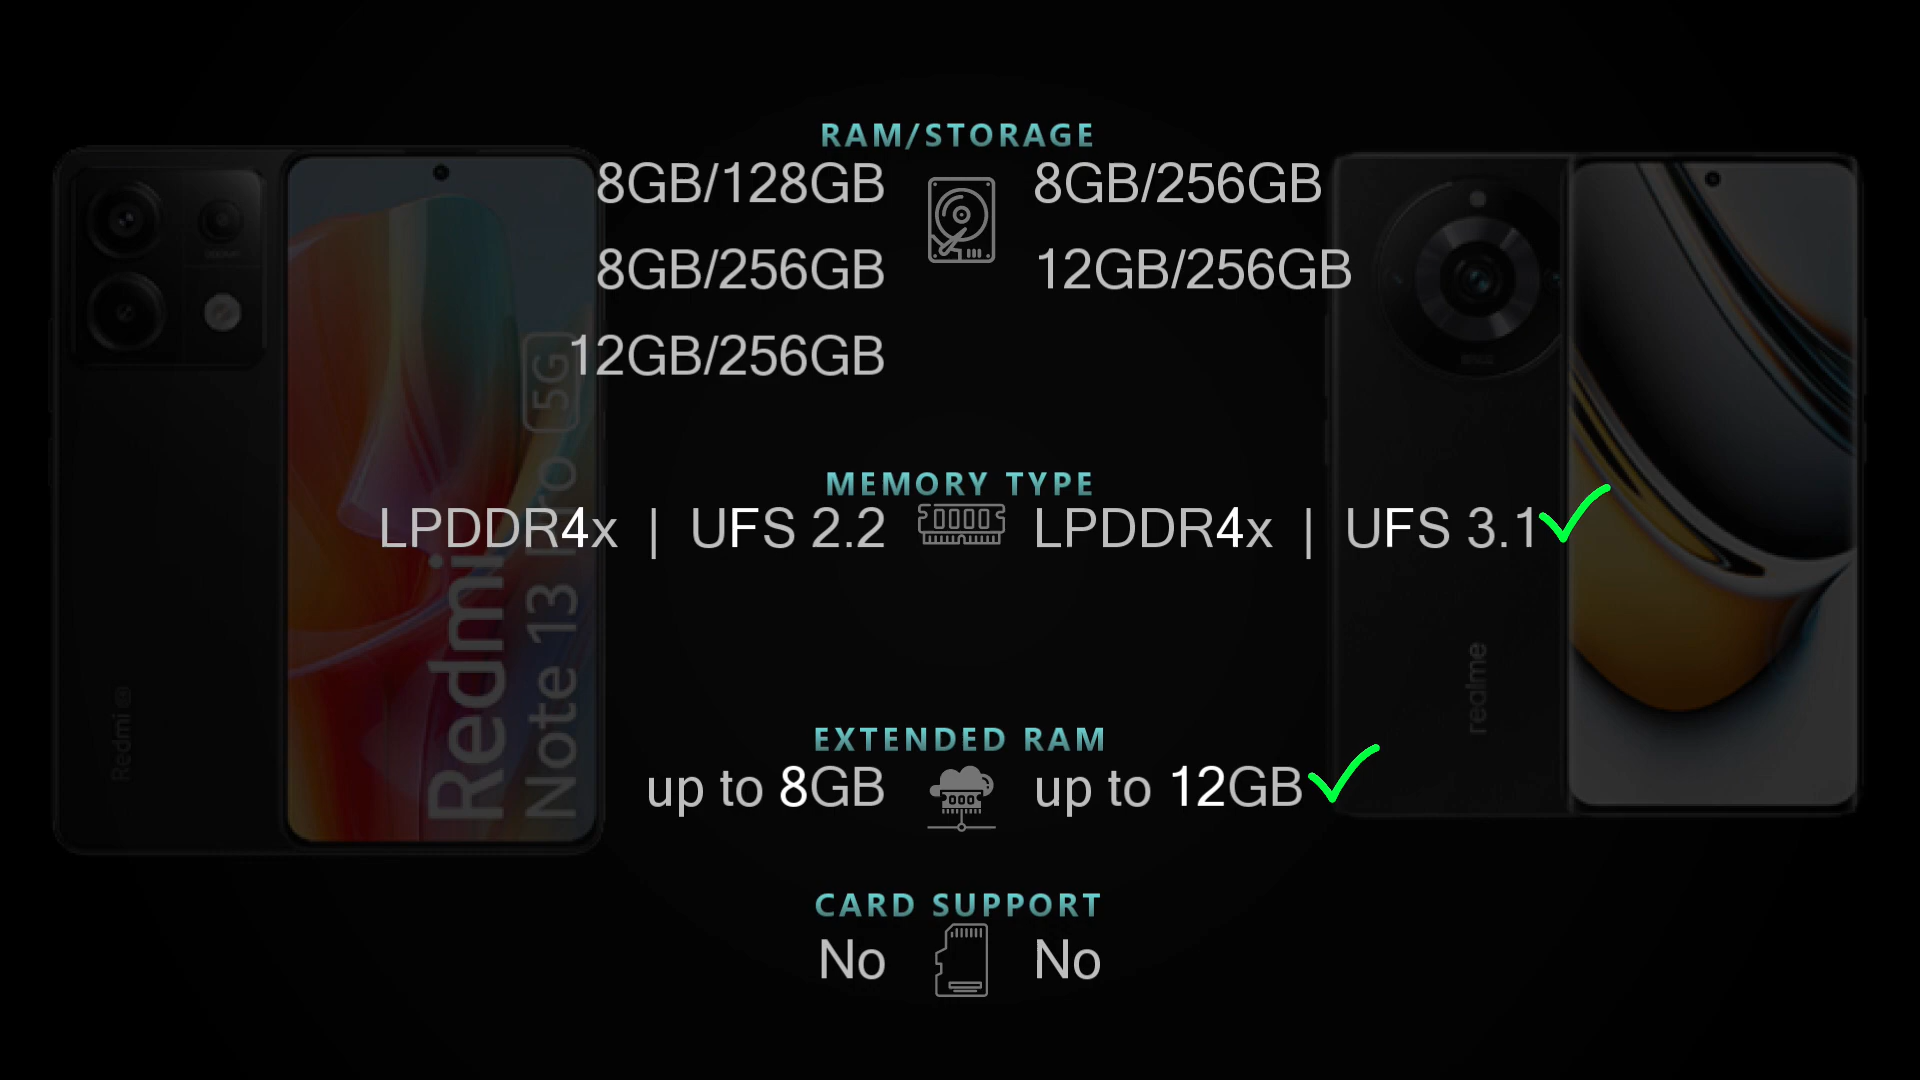 RAM/STORAGE
8GB/128GB 8GB/256GB
8GB/256GB 12GB/256GB
12GB/256GB
MEMORY TYPE
LPDDR4x | UFS 2.2 LPDDR4x | UFS 3.1
EXTENDED RAM
up to 8GB up to 12GB
CARD SUPPORT
No No
Redmi
Redmi
Note 13 Pro 5G
realme